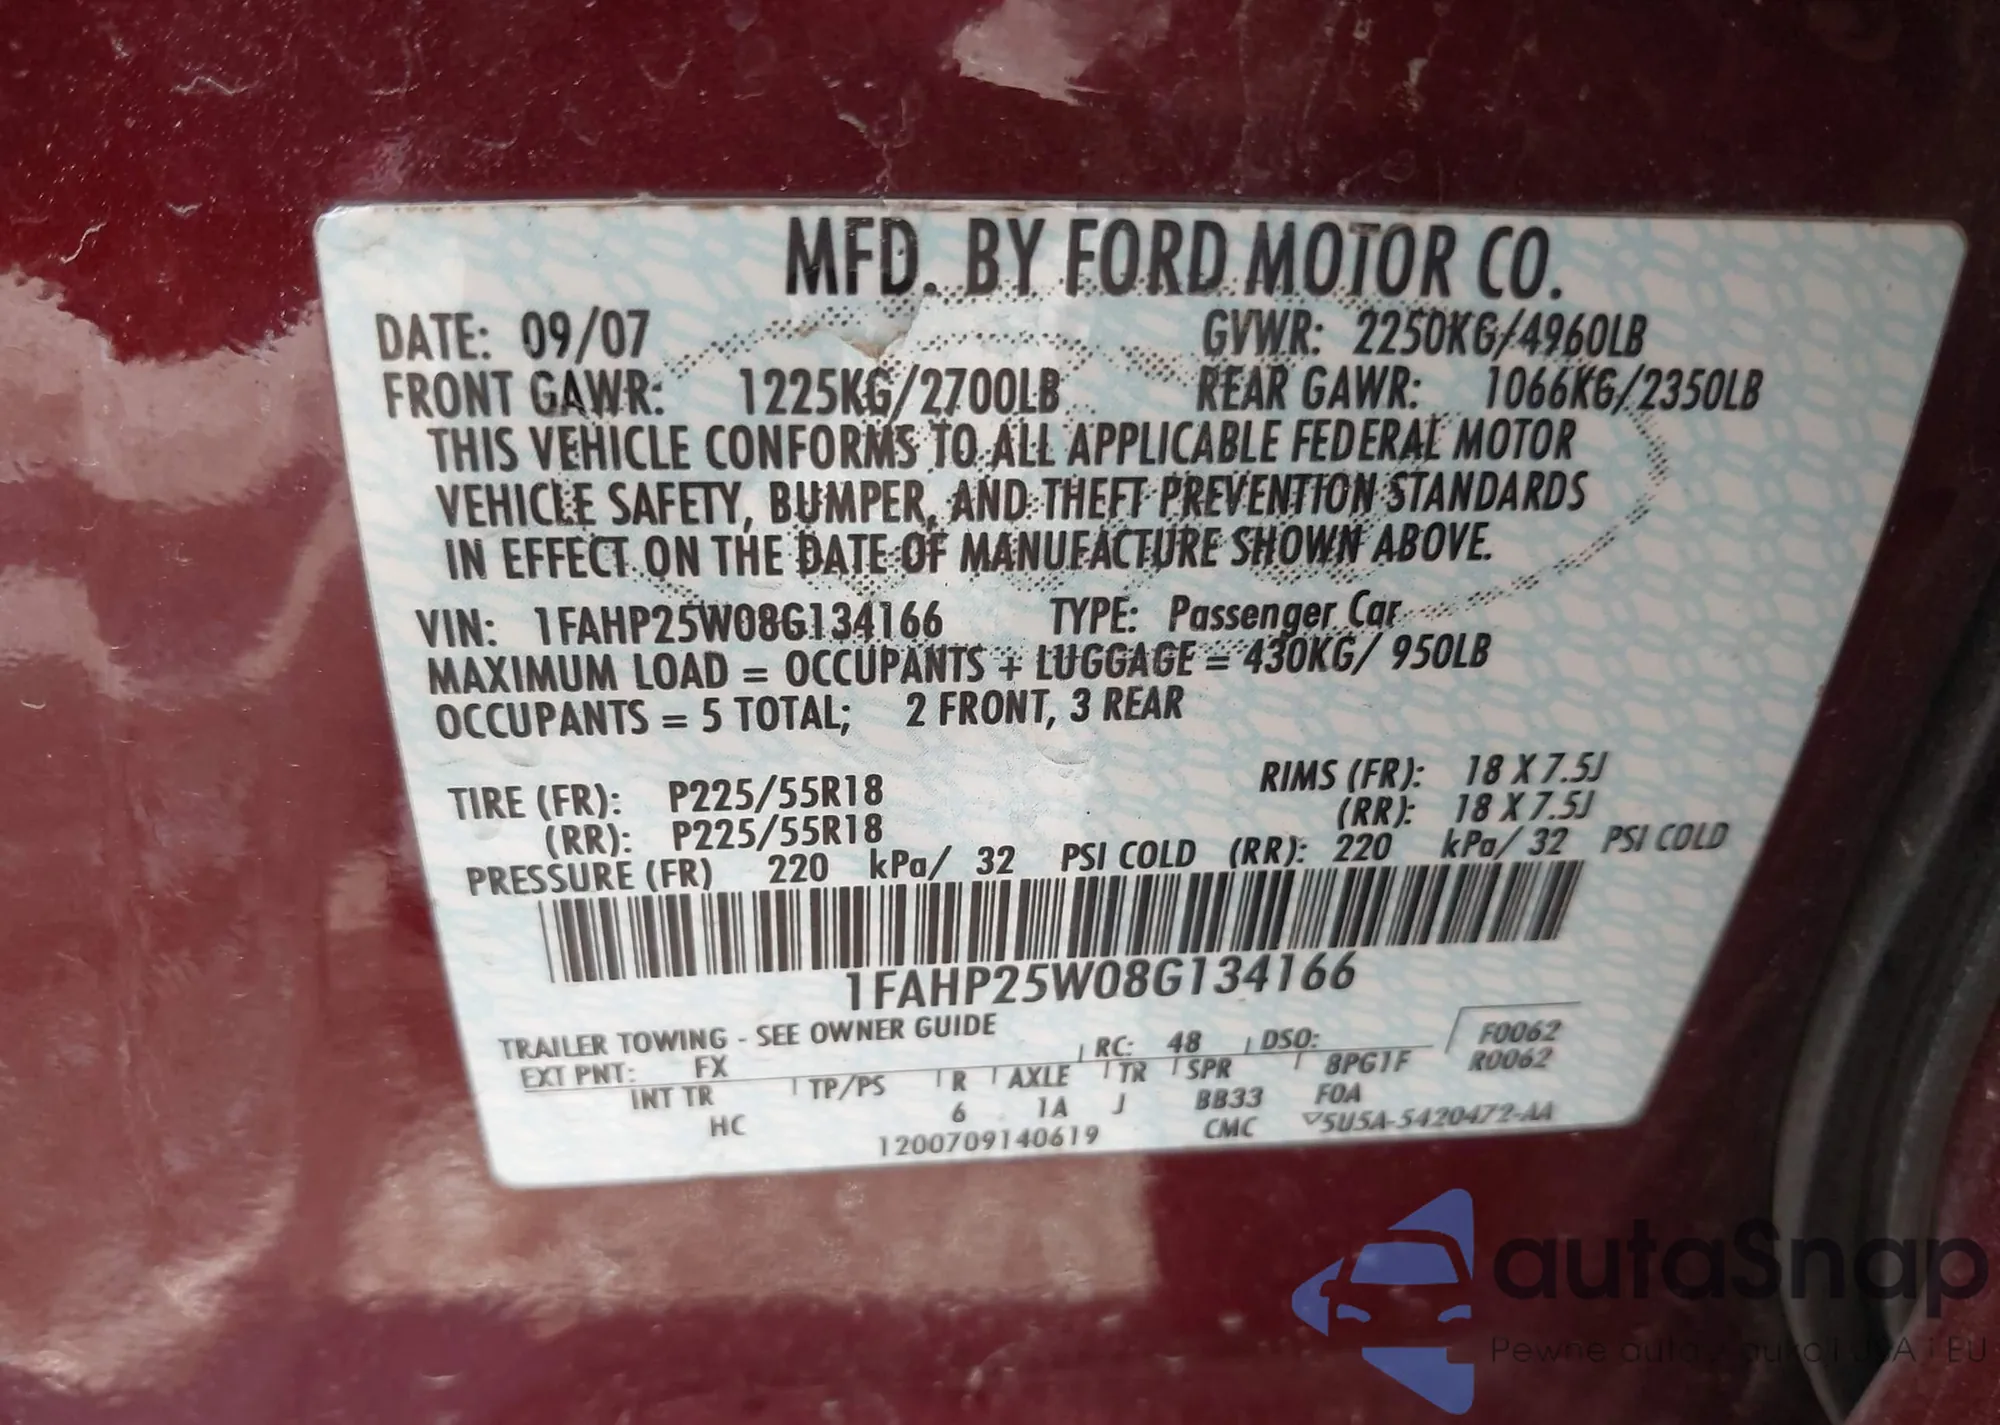 MFD. BY FORD MOTOR CO.
DATE: 09/07 GVWR: 2250KG/4960LB
FRONT GAWR: 1225KG/2700LB REAR GAWR: 1066KG/2350LB
THIS VEHICLE CONFORMS TO ALL APPLICABLE FEDERAL MOTOR
VEHICLE SAFETY, BUMPER, AND THEFT PREVENTION STANDARDS
IN EFFECT ON THE DATE OF MANUFACTURE SHOWN ABOVE.
VIN: 1FAHP25W08G134166 TYPE: Passenger Car
MAXIMUM LOAD = OCCUPANTS + LUGGAGE = 430KG/ 950LB
OCCUPANTS = 5 TOTAL; 2 FRONT, 3 REAR
TIRE (FR): P225/55R18 RIMS (FR): 18 X 7.5J
(RR): P225/55R18 (RR): 18 X 7.5J
PRESSURE (FR) 220 kPa/ 32 PSI COLD (RR): 220 kPa/ 32 PSI COLD
1FAHP25W08G134166
TRAILER TOWING - SEE OWNER GUIDE
EXT PNT: FX RC: 48 DSO: F0062
INT TR TP/PS R AXLE TR SPR 8PG1F R0062
HC 6 1A J BB33 FOA
1200709140619 CMC ▽5U5A-5420472-AA
autaSnap
Pewne auta z USA i EU